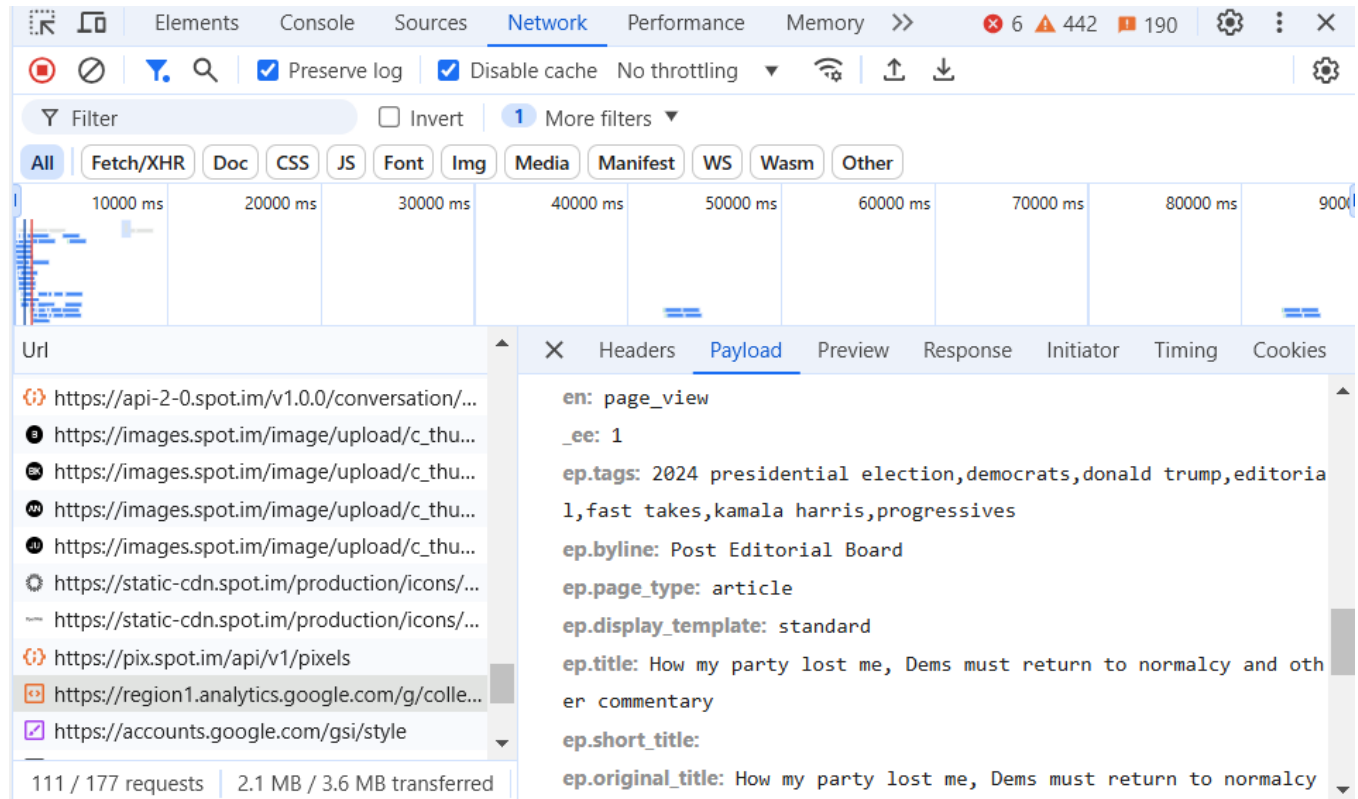 Elements Console Sources Network Performance Memory 6 442 190
Preserve log Disable cache No throttling
Filter Invert 1 More filters
All Fetch/XHR Doc CSS JS Font Img Media Manifest WS Wasm Other
10000 ms 20000 ms 30000 ms 40000 ms 50000 ms 60000 ms 70000 ms 80000 ms 9000
Url
https://api-2-0.spot.im/v1.0.0/conversation/...
https://images.spot.im/image/upload/c_thu...
https://images.spot.im/image/upload/c_thu...
https://images.spot.im/image/upload/c_thu...
https://images.spot.im/image/upload/c_thu...
https://static-cdn.spot.im/production/icons/...
https://static-cdn.spot.im/production/icons/...
https://pix.spot.im/api/v1/pixels
https://region1.analytics.google.com/g/colle...
https://accounts.google.com/gsi/style
111 / 177 requests 2.1 MB / 3.6 MB transferred
Headers Payload Preview Response Initiator Timing Cookies
en: page_view
_ee: 1
ep.tags: 2024 presidential election,democrats,donald trump,editoria
l,fast takes,kamala harris,progressives
ep.byline: Post Editorial Board
ep.page_type: article
ep.display_template: standard
ep.title: How my party lost me, Dems must return to normalcy and oth
er commentary
ep.short_title:
ep.original_title: How my party lost me, Dems must return to normalcy